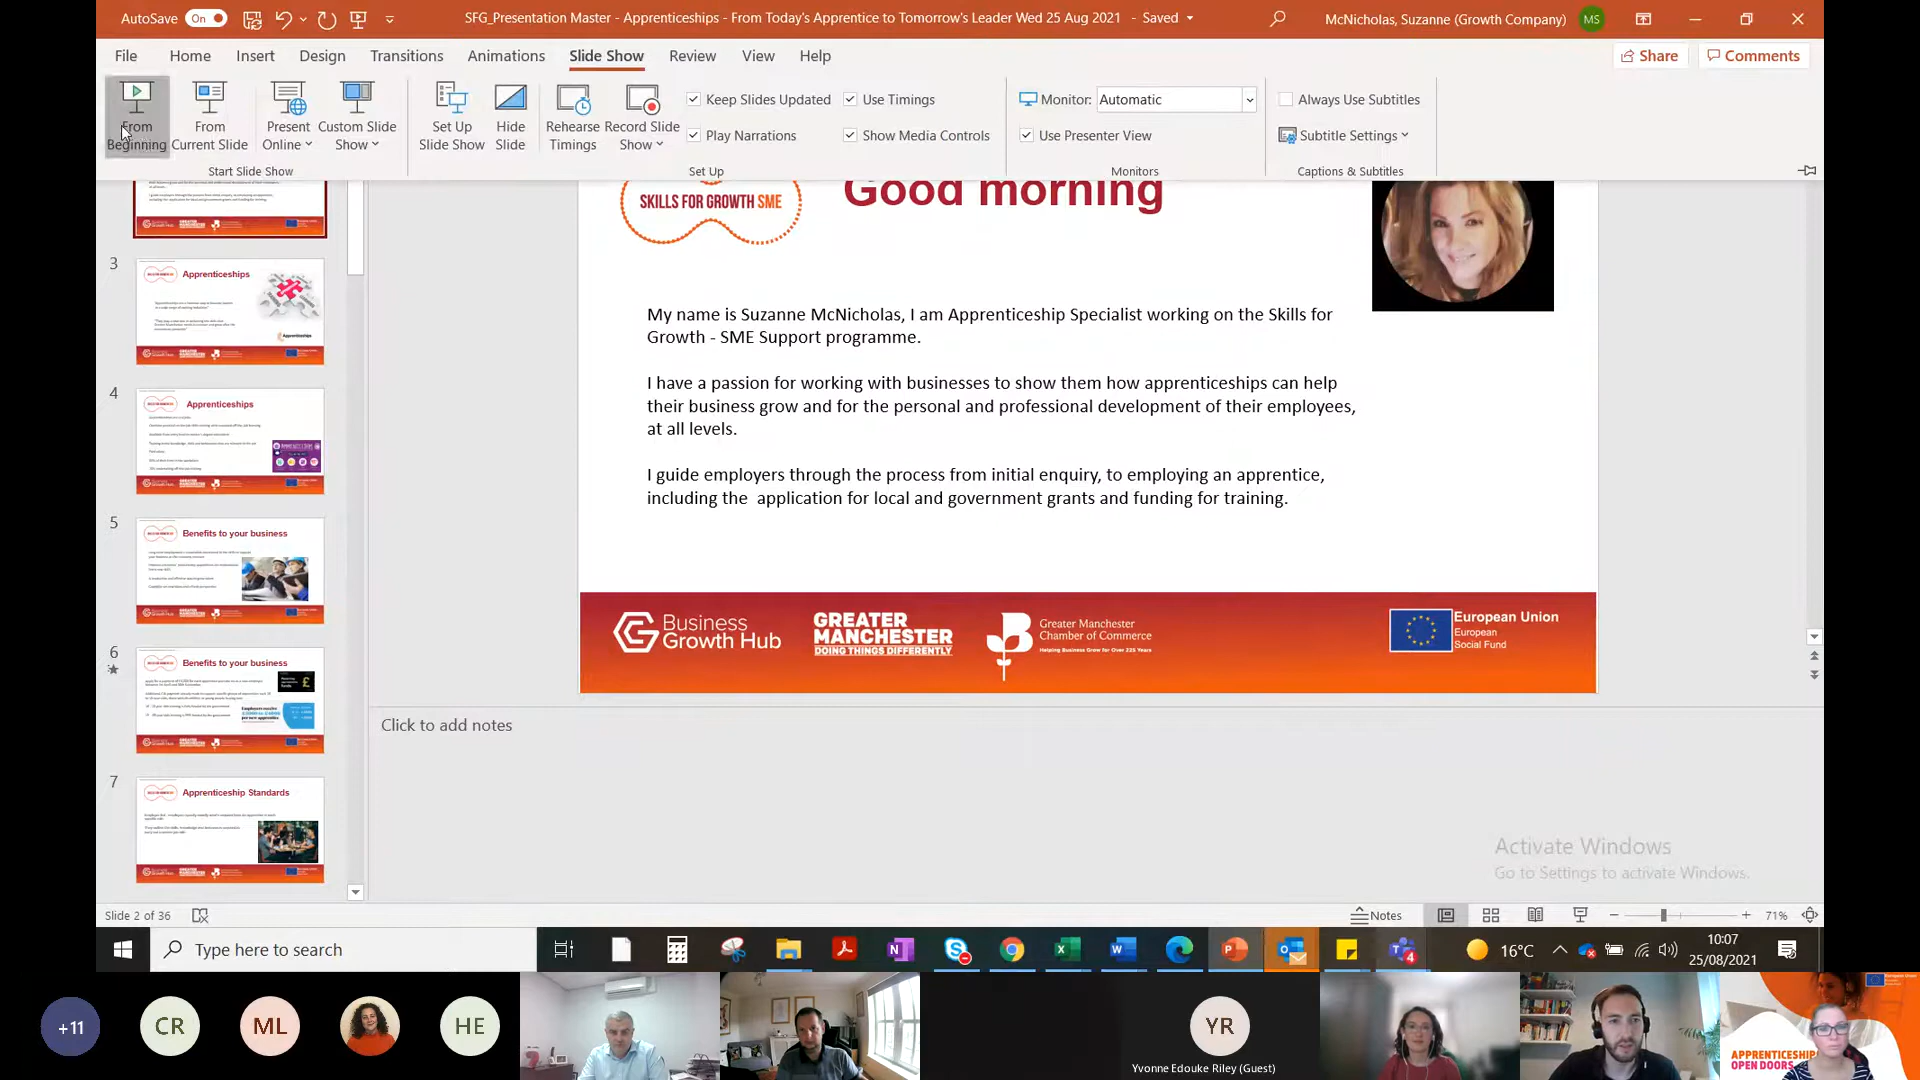 AutoSave On
SFG_Presentation Master - Apprenticeships - From Today's Apprentice to Tomorrow's Leader Wed 25 Aug 2021 - Saved
McNicholas, Suzanne (Growth Company) MS
File Home Insert Design Transitions Animations Slide Show Review View Help
Share Comments
From Beginning
From Current Slide
Present Online
Custom Slide Show
Set Up Slide Show
Hide Slide
Rehearse Timings
Record Slide Show
Keep Slides Updated
Use Timings
Play Narrations
Show Media Controls
Monitor: Automatic
Use Presenter View
Always Use Subtitles
Subtitle Settings
Start Slide Show
Set Up
Monitors
Captions & Subtitles
3
Apprenticeships
4
Apprenticeships
5
Benefits to your business
6
Benefits to your business
7
Apprenticeship Standards
SKILLS FOR GROWTH SME
Good morning
My name is Suzanne McNicholas, I am Apprenticeship Specialist working on the Skills for
Growth - SME Support programme.
I have a passion for working with businesses to show them how apprenticeships can help
their business grow and for the personal and professional development of their employees,
at all levels.
I guide employers through the process from initial enquiry, to employing an apprentice,
including the application for local and government grants and funding for training.
Business
Growth Hub
GREATER
MANCHESTER
DOING THINGS DIFFERENTLY
Greater Manchester
Chamber of Commerce
Helping Business Grow for Over 225 Years
European Union
European
Social Fund
Click to add notes
Activate Windows
Go to Settings to activate Windows.
Slide 2 of 36
Notes
71%
Type here to search
4
16°C
10:07
25/08/2021
+11
CR
ML
HE
YR
Yvonne Edouke Riley (Guest)
APPRENTICESHIP
OPEN DOORS